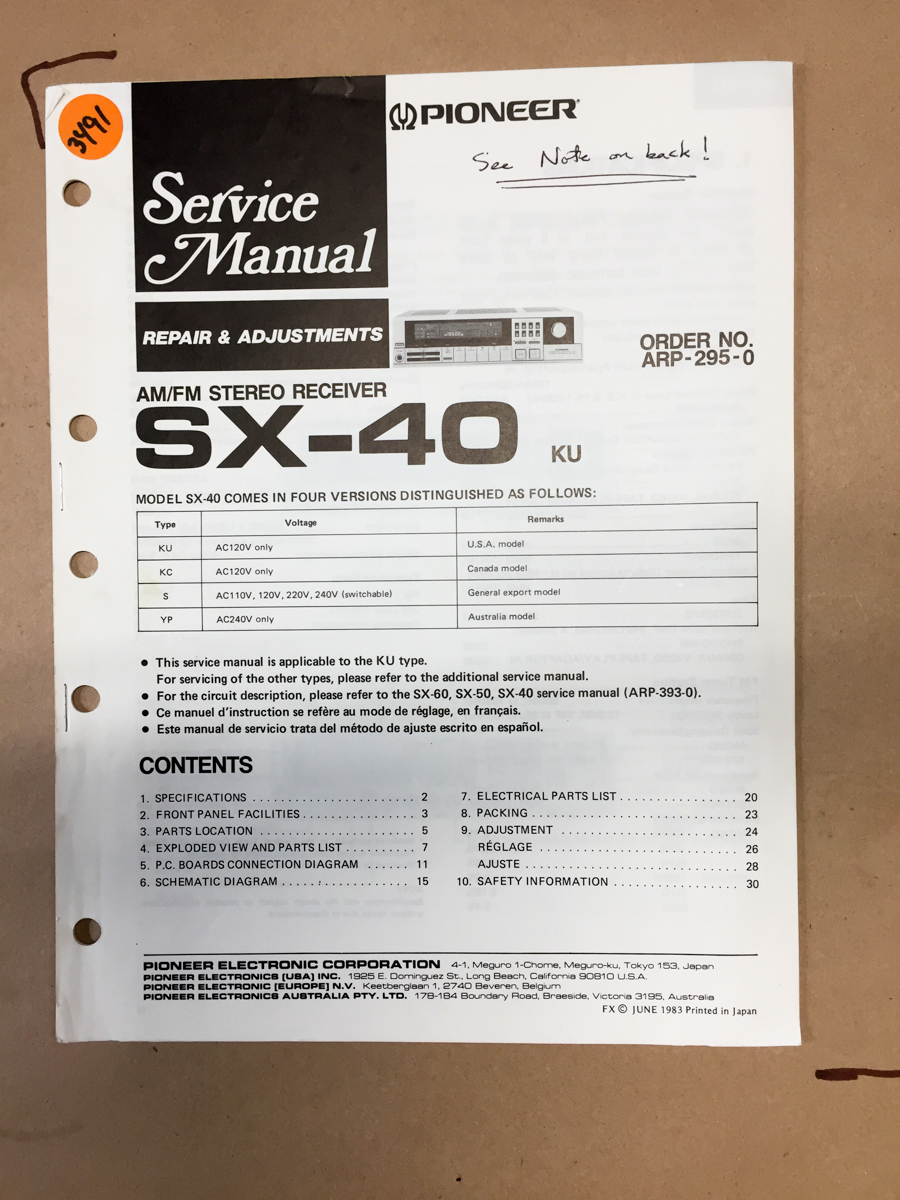 3491
PIONEER
See Note on back!
Service
Manual
REPAIR & ADJUSTMENTS
ORDER NO.
ARP-295-0
AM/FM STEREO RECEIVER
SX-40 KU
MODEL SX-40 COMES IN FOUR VERSIONS DISTINGUISHED AS FOLLOWS:
Type Voltage Remarks
KU AC120V only U.S.A. model
KC AC120V only Canada model
S AC110V, 120V, 220V, 240V (switchable) General export model
YP AC240V only Australia model
● This service manual is applicable to the KU type.
For servicing of the other types, please refer to the additional service manual.
● For the circuit description, please refer to the SX-60, SX-50, SX-40 service manual (ARP-393-0).
● Ce manuel d'instruction se refère au mode de réglage, en français.
● Este manual de servicio trata del método de ajuste escrito en español.
CONTENTS
1. SPECIFICATIONS ........................ 2
2. FRONT PANEL FACILITIES ................. 3
3. PARTS LOCATION ....................... 5
4. EXPLODED VIEW AND PARTS LIST ........... 7
5. P.C. BOARDS CONNECTION DIAGRAM ...... 11
6. SCHEMATIC DIAGRAM .................... 15
7. ELECTRICAL PARTS LIST ................ 20
8. PACKING .............................. 23
9. ADJUSTMENT .......................... 24
RÉGLAGE ............................ 26
AJUSTE .............................. 28
10. SAFETY INFORMATION .................. 30
PIONEER ELECTRONIC CORPORATION 4-1, Meguro 1-Chome, Meguro-ku, Tokyo 153, Japan
PIONEER ELECTRONICS [USA] INC. 1925 E. Dominguez St., Long Beach, California 90810 U.S.A.
PIONEER ELECTRONIC [EUROPE] N.V. Keetberglaan 1, 2740 Beveren, Belgium
PIONEER ELECTRONICS AUSTRALIA PTY. LTD. 178-184 Boundary Road, Braeside, Victoria 3195, Australia
FX © JUNE 1983 Printed in Japan